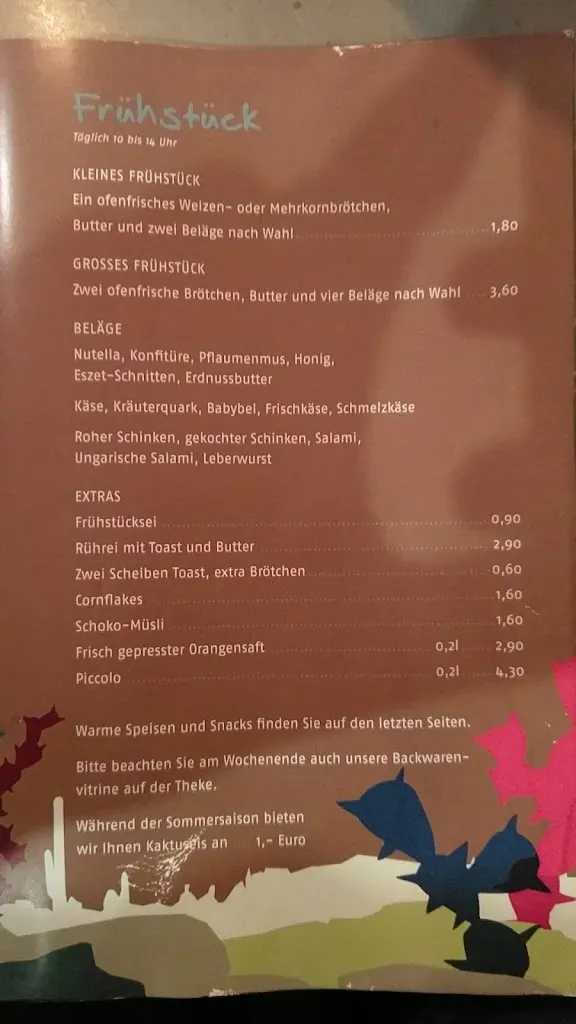 Frühstück
Täglich 10 bis 14 Uhr
KLEINES FRÜHSTÜCK
Ein ofenfrisches Weizen- oder Mehrkornbrötchen,
Butter und zwei Beläge nach Wahl 1,80
GROSSES FRÜHSTÜCK
Zwei ofenfrische Brötchen, Butter und vier Beläge nach Wahl 3,60
BELÄGE
Nutella, Konfitüre, Pflaumenmus, Honig,
Eszet-Schnitten, Erdnussbutter
Käse, Kräuterquark, Babybel, Frischkäse, Schmelzkäse
Roher Schinken, gekochter Schinken, Salami,
Ungarische Salami, Leberwurst
EXTRAS
Frühstücksei 0,90
Rührei mit Toast und Butter 2,90
Zwei Scheiben Toast, extra Brötchen 0,60
Cornflakes 1,60
Schoko-Müsli 1,60
Frisch gepresster Orangensaft 0,2l 2,90
Piccolo 0,2l 4,30
Warme Speisen und Snacks finden Sie auf den letzten Seiten.
Bitte beachten Sie am Wochenende auch unsere Backwaren-
vitrine auf der Theke.
Während der Sommersaison bieten
wir Ihnen Kaktuseis an 1,- Euro